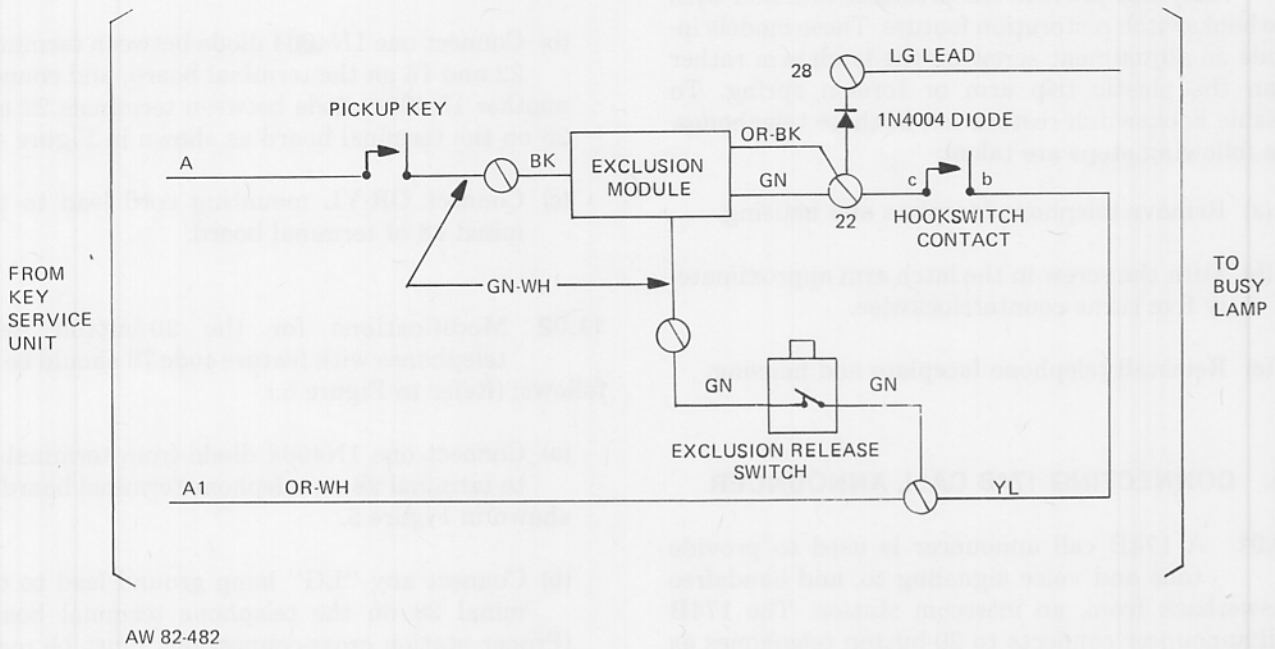 28
LG LEAD
PICKUP KEY
1N4004 DIODE
OR-BK
A
BK
EXCLUSION
MODULE
GN
c
b
22
HOOKSWITCH
CONTACT
FROM
KEY
SERVICE
UNIT
GN-WH
TO
BUSY
LAMP
GN
GN
EXCLUSION RELEASE
SWITCH
A1
OR-WH
YL
AW 82-482